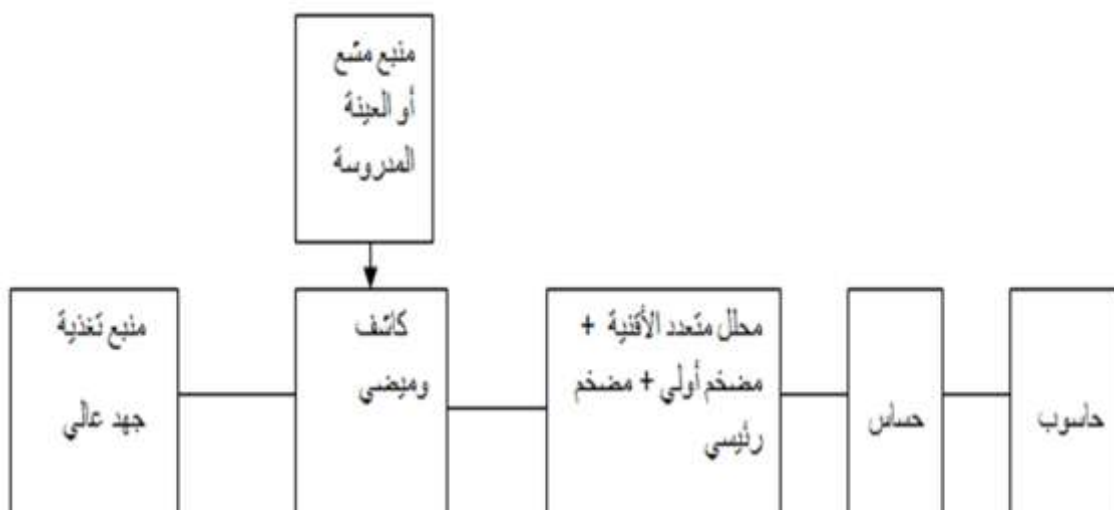 منبع مشع
أو العينة
المدروسة
منبع تغذية
جهد عالي
كاشف
وميضي
محلل متعدد الأقنية +
مضخم أولي + مضخم
رئيسي
حساس
حاسوب